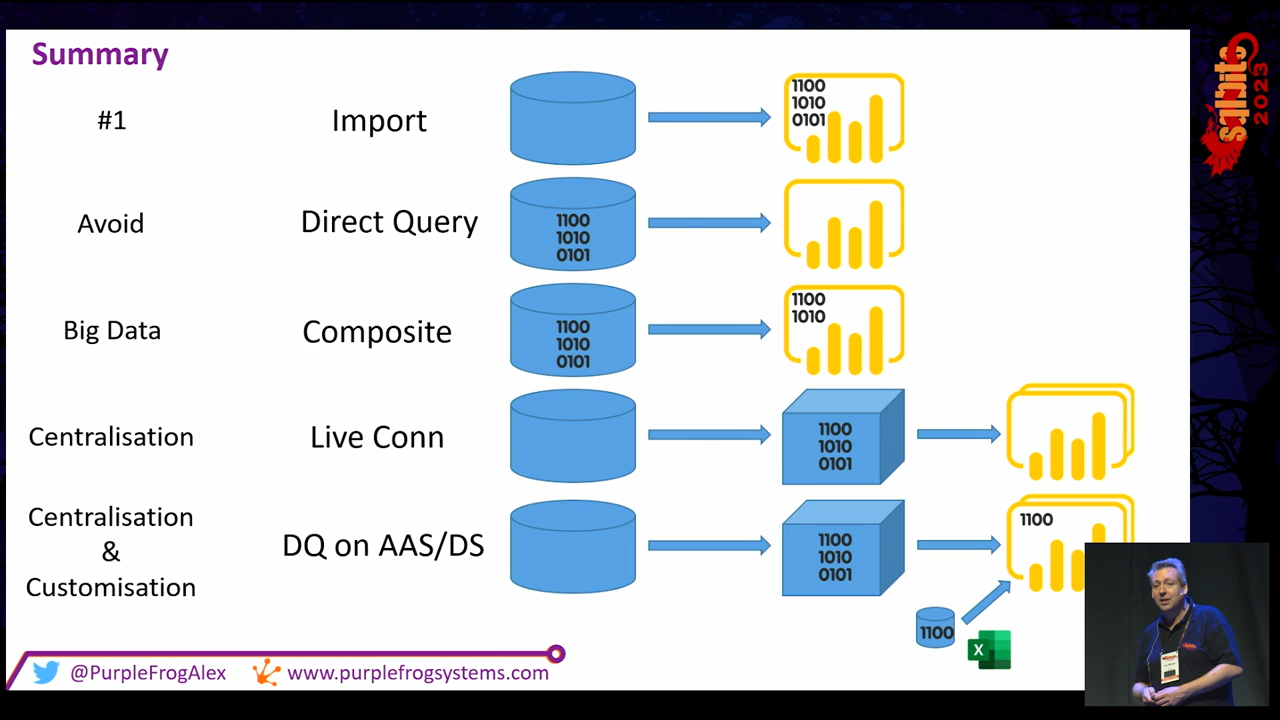 Summary
#1
Import
1100
1010
0101
Avoid
Direct Query
1100
1010
0101
Big Data
Composite
1100
1010
0101
1100
1010
Centralisation
Live Conn
1100
1010
0101
Centralisation
&
Customisation
DQ on AAS/DS
1100
1010
0101
1100
1100
X
@PurpleFrogAlex
www.purplefrogsystems.com
sqlbits
2023